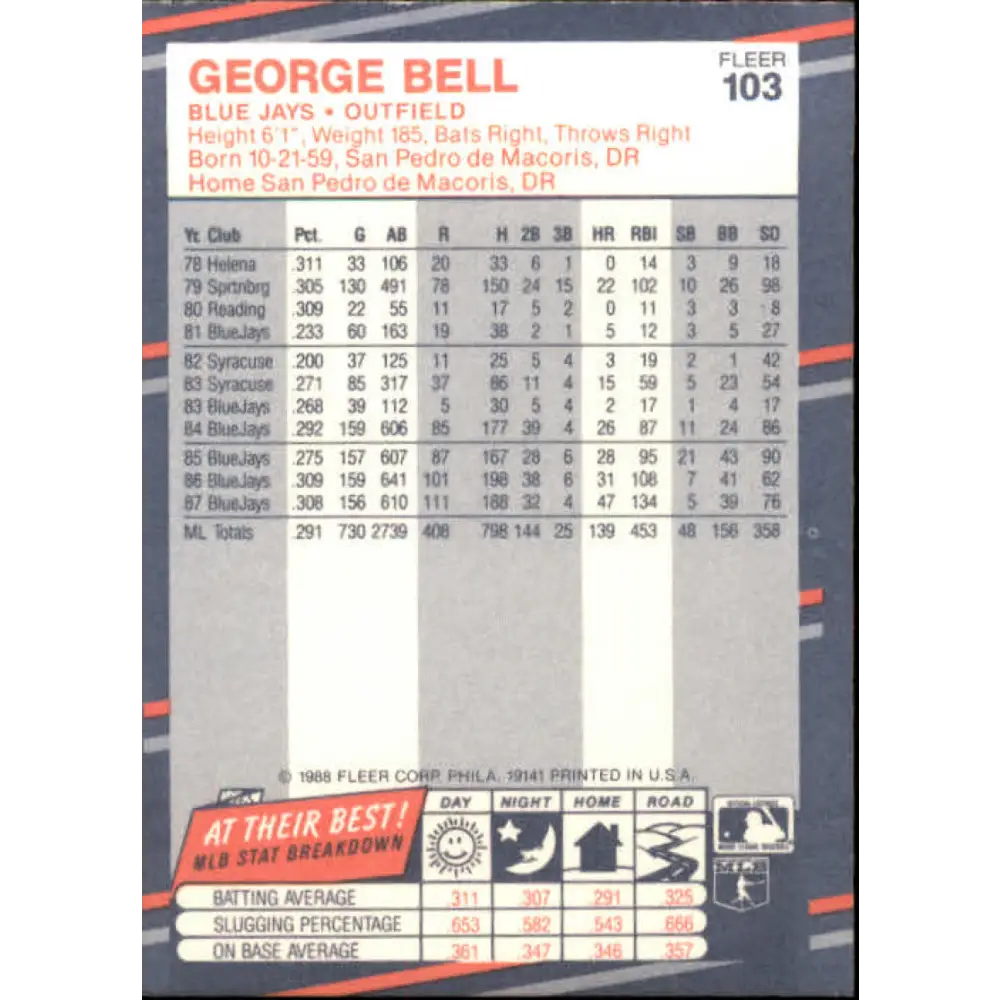 GEORGE BELL
FLEER
103
BLUE JAYS • OUTFIELD
Height 6'1", Weight 185, Bats Right, Throws Right
Born 10-21-59, San Pedro de Macoris, DR
Home San Pedro de Macoris, DR
Yr. Club Pct. G AB R H 2B 3B HR RBI SB BB SO
78 Helena .311 33 106 20 33 6 1 0 14 3 9 18
79 Sprtnbrg .305 130 491 78 150 24 15 22 102 10 26 98
80 Reading .309 22 55 11 17 5 2 0 11 3 3 8
81 BlueJays .233 60 163 19 38 2 1 5 12 3 5 27
82 Syracuse .200 37 125 11 25 5 4 3 19 2 1 42
83 Syracuse .271 85 317 37 86 11 4 15 59 5 23 54
83 BlueJays .268 39 112 5 30 5 4 2 17 1 4 17
84 BlueJays .292 159 606 85 177 39 4 26 87 11 24 86
85 BlueJays .275 157 607 87 167 28 6 28 95 21 43 90
86 BlueJays .309 159 641 101 198 38 6 31 108 7 41 62
87 BlueJays .308 156 610 111 188 32 4 47 134 5 39 76
ML Totals .291 730 2739 408 798 144 25 139 453 48 156 358
© 1988 FLEER CORP. PHILA. 19141 PRINTED IN U.S.A.
AT THEIR BEST!
MLB STAT BREAKDOWN
DAY NIGHT HOME ROAD
BATTING AVERAGE .311 .307 .291 .325
SLUGGING PERCENTAGE .653 .582 .543 .666
ON BASE AVERAGE .361 .347 .346 .357
MLB